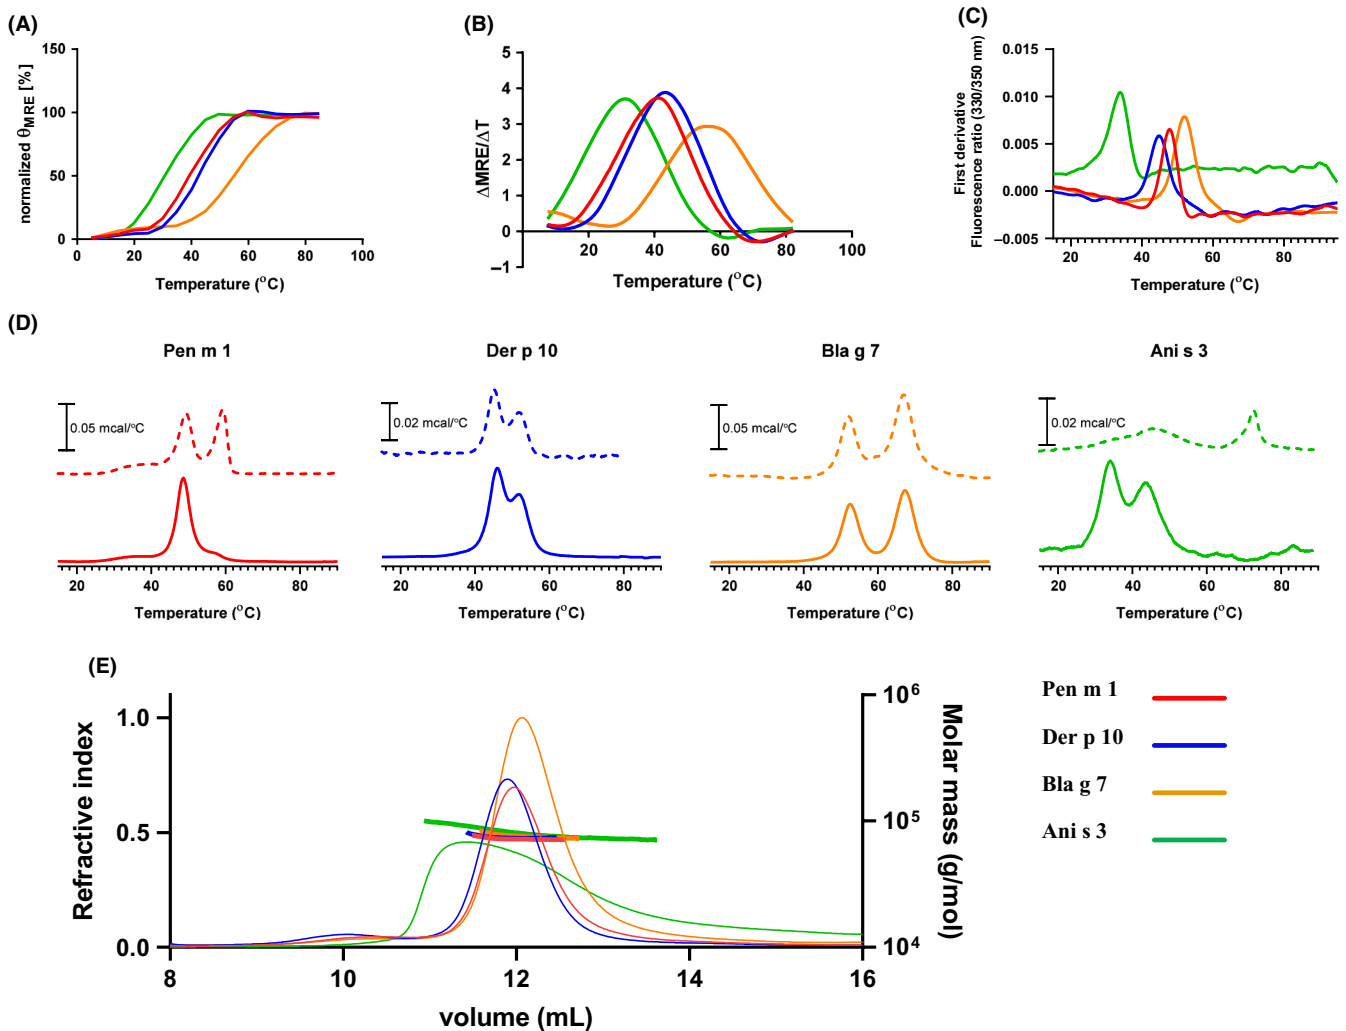 (A)
150
100
50
0
0
20
40
60
80
100
normalized θMRE [%]
Temperature (°C)
(B)
5
4
3
2
1
0
–1
20
40
60
80
100
ΔMRE/ΔT
Temperature (°C)
(C)
0.015
0.010
0.005
0.000
–0.005
20
40
60
80
First derivative
Fluorescence ratio (330/350 nm)
Temperature (°C)
(D)
Pen m 1
0.05 mcal/°C
20 40 60 80
Temperature (°C)
Der p 10
0.02 mcal/°C
20 40 60 80
Temperature (°C)
Bla g 7
0.05 mcal/°C
20 40 60 80
Temperature (°C)
Ani s 3
0.02 mcal/°C
20 40 60 80
Temperature (°C)
(E)
1.0
0.5
0.0
Refractive index
8 10 12 14 16
volume (mL)
10⁶
10⁵
10⁴
Molar mass (g/mol)
Pen m 1
Der p 10
Bla g 7
Ani s 3